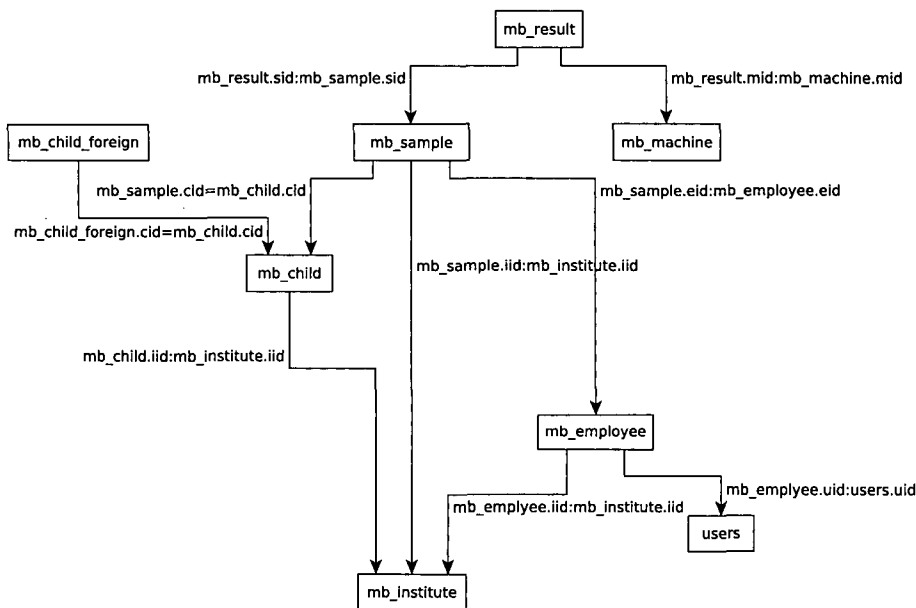 mb_result
mb_result.sid:mb_sample.sid
mb_result.mid:mb_machine.mid
mb_child_foreign
mb_sample
mb_machine
mb_sample.cid=mb_child.cid
mb_sample.eid:mb_employee.eid
mb_child_foreign.cid=mb_child.cid
mb_child
mb_sample.iid:mb_institute.iid
mb_child.iid:mb_institute.iid
mb_employee
mb_emplyee.uid:users.uid
mb_emplyee.iid:mb_institute.iid
users
mb_institute